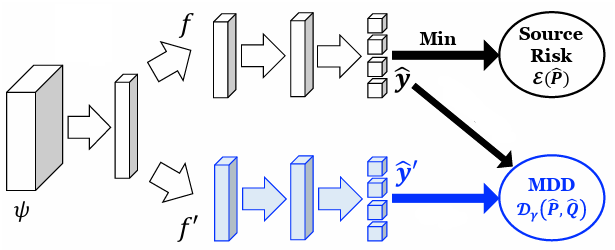 f
Min
Source
Risk
ℰ(P̂)
ŷ
ψ
f′
ŷ′
MDD
𝒟γ(P̂, Q̂)